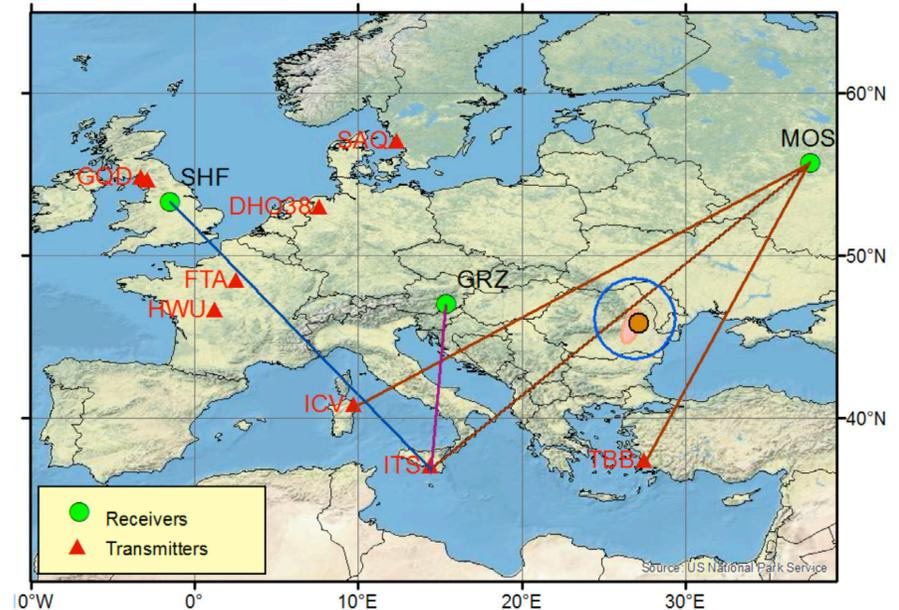 60°N
SAQ
MOS
GQD
SHF
DHO38
50°N
FTA
GRZ
HWU
ICV
40°N
ITS
TBB
Receivers
Transmitters
Source: US National Park Service
10°W
0°
10°E
20°E
30°E